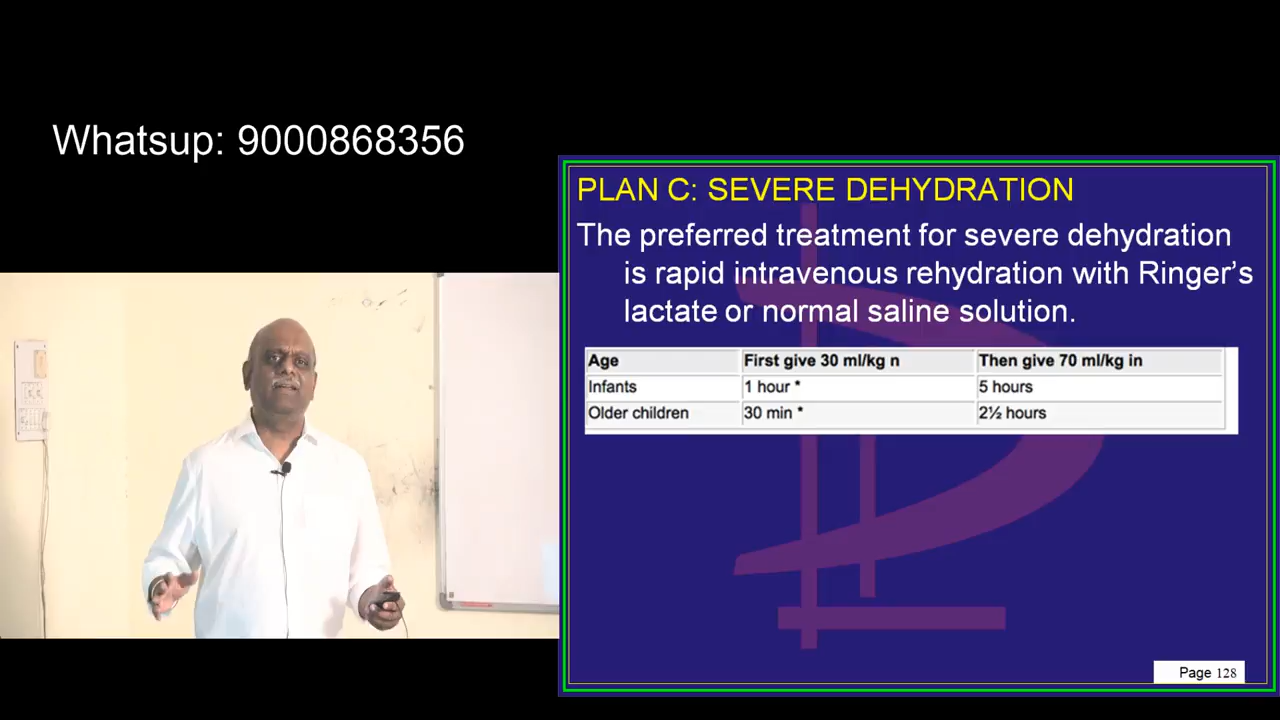 Whatsup: 9000868356
PLAN C: SEVERE DEHYDRATION
The preferred treatment for severe dehydration
is rapid intravenous rehydration with Ringer’s
lactate or normal saline solution.
Age First give 30 ml/kg n Then give 70 ml/kg in
Infants 1 hour * 5 hours
Older children 30 min * 2½ hours
Page 128